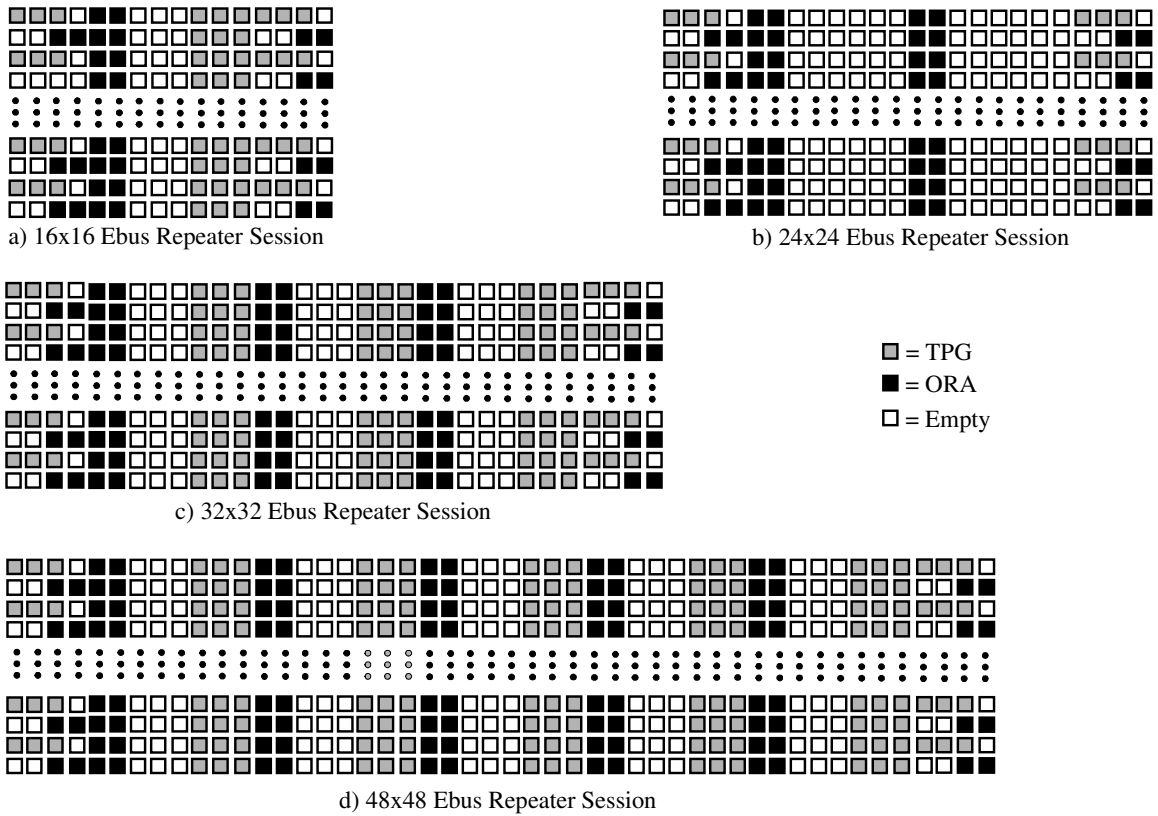 a) 16x16 Ebus Repeater Session
b) 24x24 Ebus Repeater Session
= TPG
= ORA
= Empty
c) 32x32 Ebus Repeater Session
d) 48x48 Ebus Repeater Session